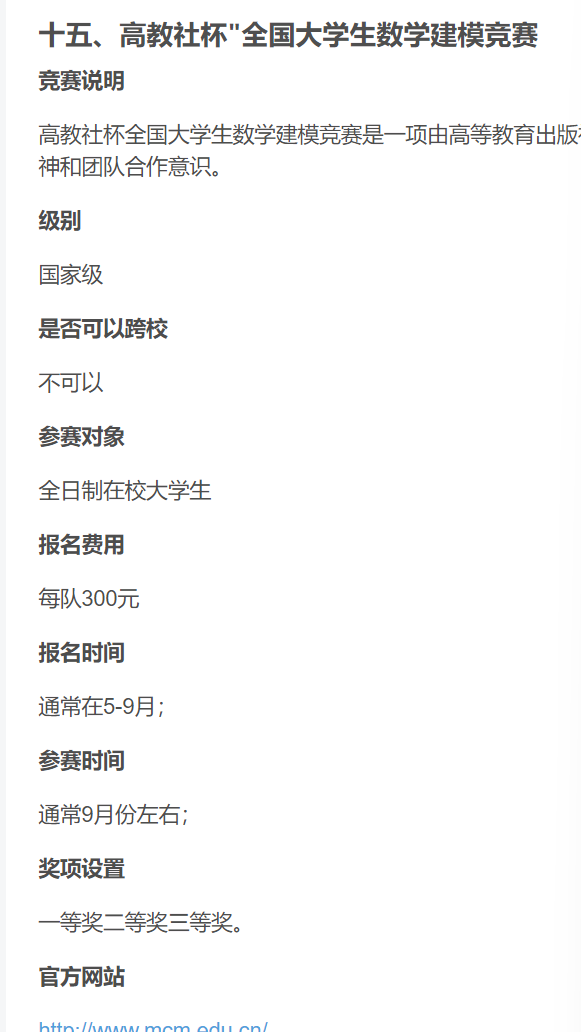 十五、高教社杯"全国大学生数学建模竞赛
竞赛说明
高教社杯全国大学生数学建模竞赛是一项由高等教育出版
神和团队合作意识。
级别
国家级
是否可以跨校
不可以
参赛对象
全日制在校大学生
报名费用
每队300元
报名时间
通常在5-9月；
参赛时间
通常9月份左右；
奖项设置
一等奖二等奖三等奖。
官方网站
http://www.mcm.edu.cn/